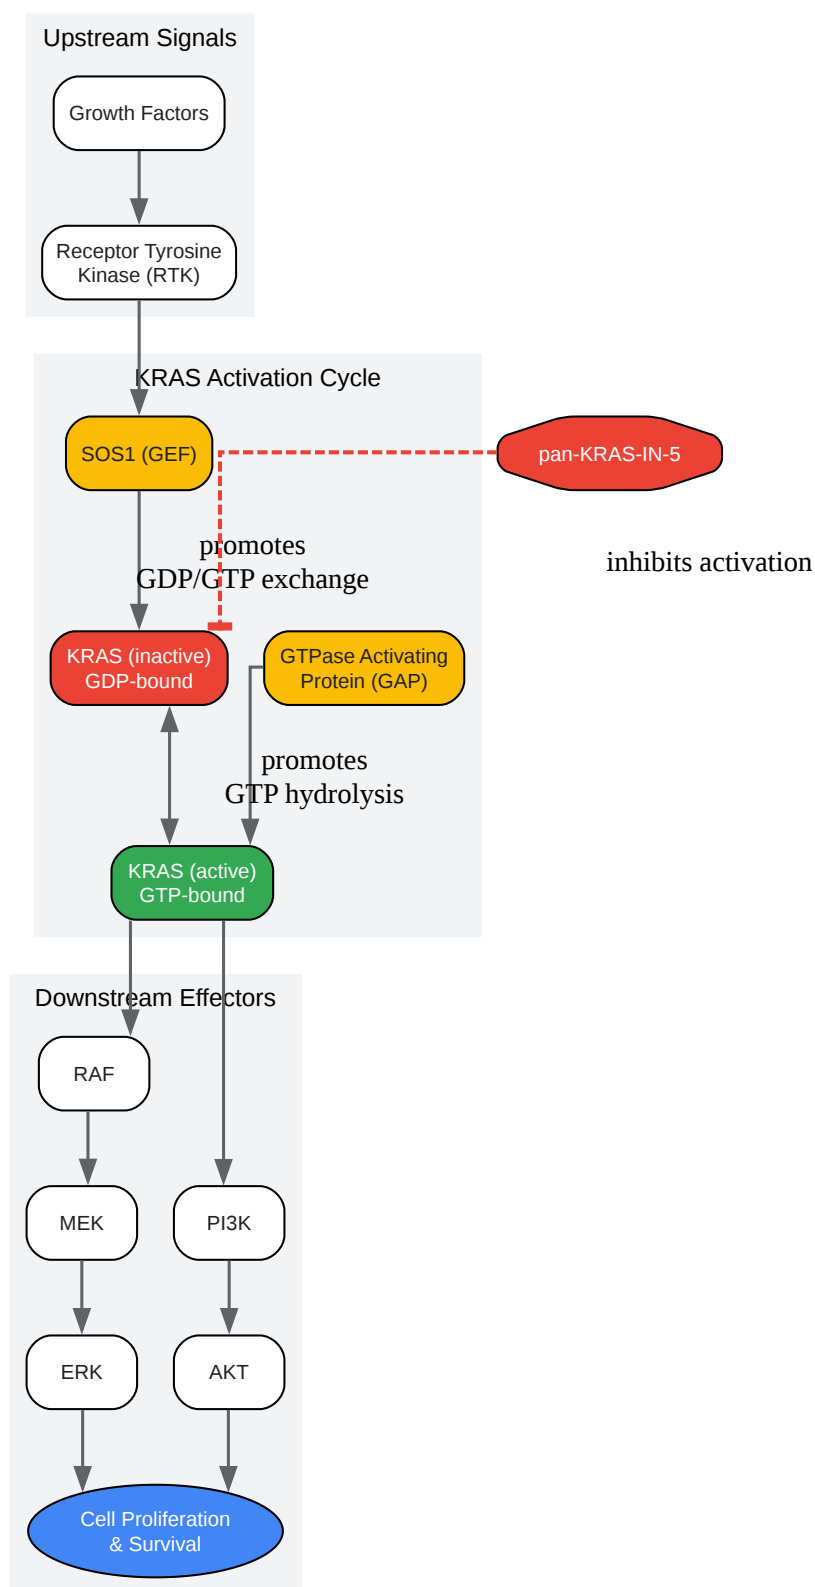 Upstream Signals
Growth Factors
Receptor Tyrosine
Kinase (RTK)
KRAS Activation Cycle
SOS1 (GEF)
pan-KRAS-IN-5
promotes
GDP/GTP exchange
inhibits activation
KRAS (inactive)
GDP-bound
GTPase Activating
Protein (GAP)
promotes
GTP hydrolysis
KRAS (active)
GTP-bound
Downstream Effectors
RAF
MEK
PI3K
ERK
AKT
Cell Proliferation
& Survival